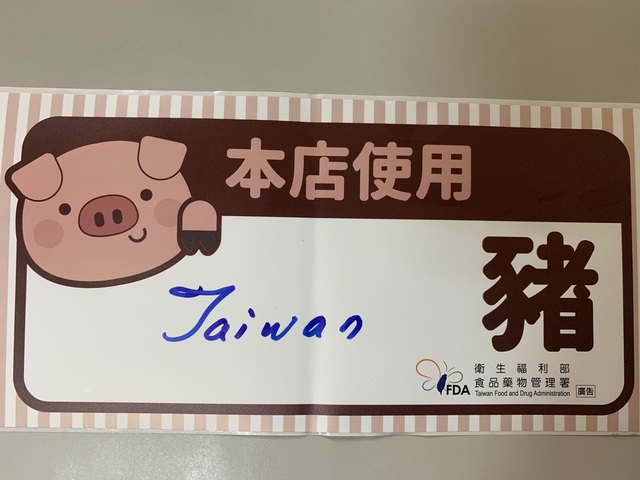 本店使用
Taiwan
豬
FDA
衛生福利部
食品藥物管理署
Taiwan Food and Drug Administration
廣告